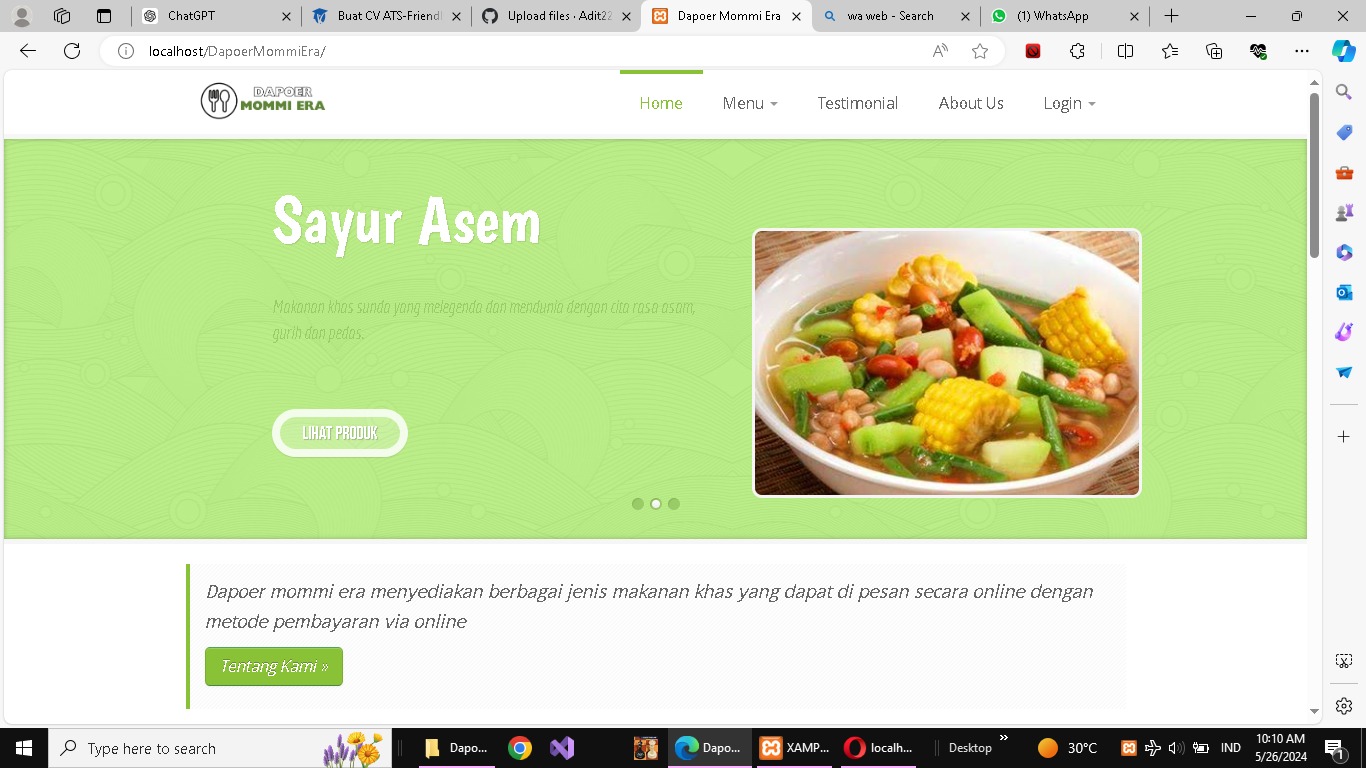 ChatGPT
Buat CV ATS-Friendl
Upload files · Adit22
Dapoer Mommi Era
wa web - Search
(1) WhatsApp
localhost/DapoerMommiEra/
DAPOER
MOMMI ERA
Home
Menu
Testimonial
About Us
Login
Sayur Asem
Makanan khas sunda yang melegenda dan mendunia dengan cita rasa asam,
gurih dan pedas.
LIHAT PRODUK
Dapoer mommi era menyediakan berbagai jenis makanan khas yang dapat di pesan secara online dengan
metode pembayaran via online
Tentang Kami »
Type here to search
Dapo...
Dapo...
XAMP...
localh...
Desktop
30°C
IND
10:10 AM
5/26/2024
1